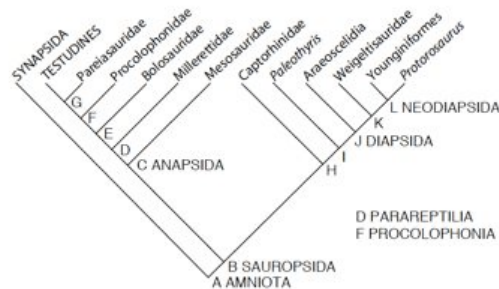 SYNAPSIDA
TESTUDINES
Pareiasauridae
Procolophonidae
Bolosauridae
Millerettidae
Mesosauridae
Captorhinidae
Paleothyris
Araeoscelidia
Weigeltisauridae
Younginiformes
Protorosaurus
G
F
E
D
C ANAPSIDA
L NEODIAPSIDA
K
J DIAPSIDA
I
H
D PARAREPTILIA
F PROCOLOPHONIA
B SAUROPSIDA
A AMNIOTA